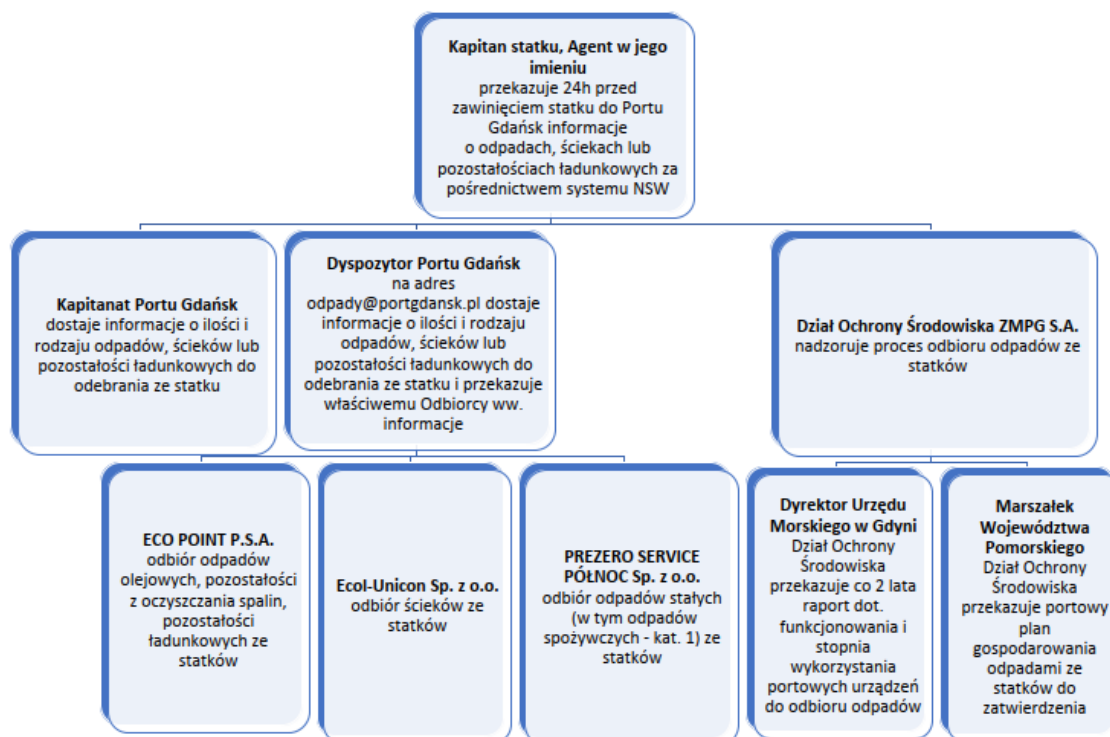 Kapitan statku, Agent w jego
imieniu
przekazuje 24h przed
zawinięciem statku do Portu
Gdańsk informacje
o odpadach, ściekach lub
pozostałościach ładunkowych za
pośrednictwem systemu NSW
Kapitanat Portu Gdańsk
dostaje informacje o ilości i
rodzaju odpadów, ścieków lub
pozostałości ładunkowych do
odebrania ze statku
Dyspozytor Portu Gdańsk
na adres
odpady@portgdansk.pl dostaje
informacje o ilości i rodzaju
odpadów, ścieków lub
pozostałości ładunkowych do
odebrania ze statku i przekazuje
właściwemu Odbiorcy ww.
informacje
Dział Ochrony Środowiska ZMPG S.A.
nadzoruje proces odbioru odpadów ze
statków
ECO POINT P.S.A.
odbiór odpadów
olejowych, pozostałości
z oczyszczania spalin,
pozostałości
ładunkowych ze
statków
Ecol-Unicon Sp. z o.o.
odbiór ścieków ze
statków
PREZERO SERVICE
PÓŁNOC Sp. z o.o.
odbiór odpadów stałych
(w tym odpadów
spożywczych - kat. 1) ze
statków
Dyrektor Urzędu
Morskiego w Gdyni
Dział Ochrony
Środowiska
przekazuje co 2 lata
raport dot.
funkcjonowania i
stopnia
wykorzystania
portowych urządzeń
do odbioru odpadów
Marszałek
Województwa
Pomorskiego
Dział Ochrony
Środowiska
przekazuje portowy
plan
gospodarowania
odpadami ze
statków do
zatwierdzenia